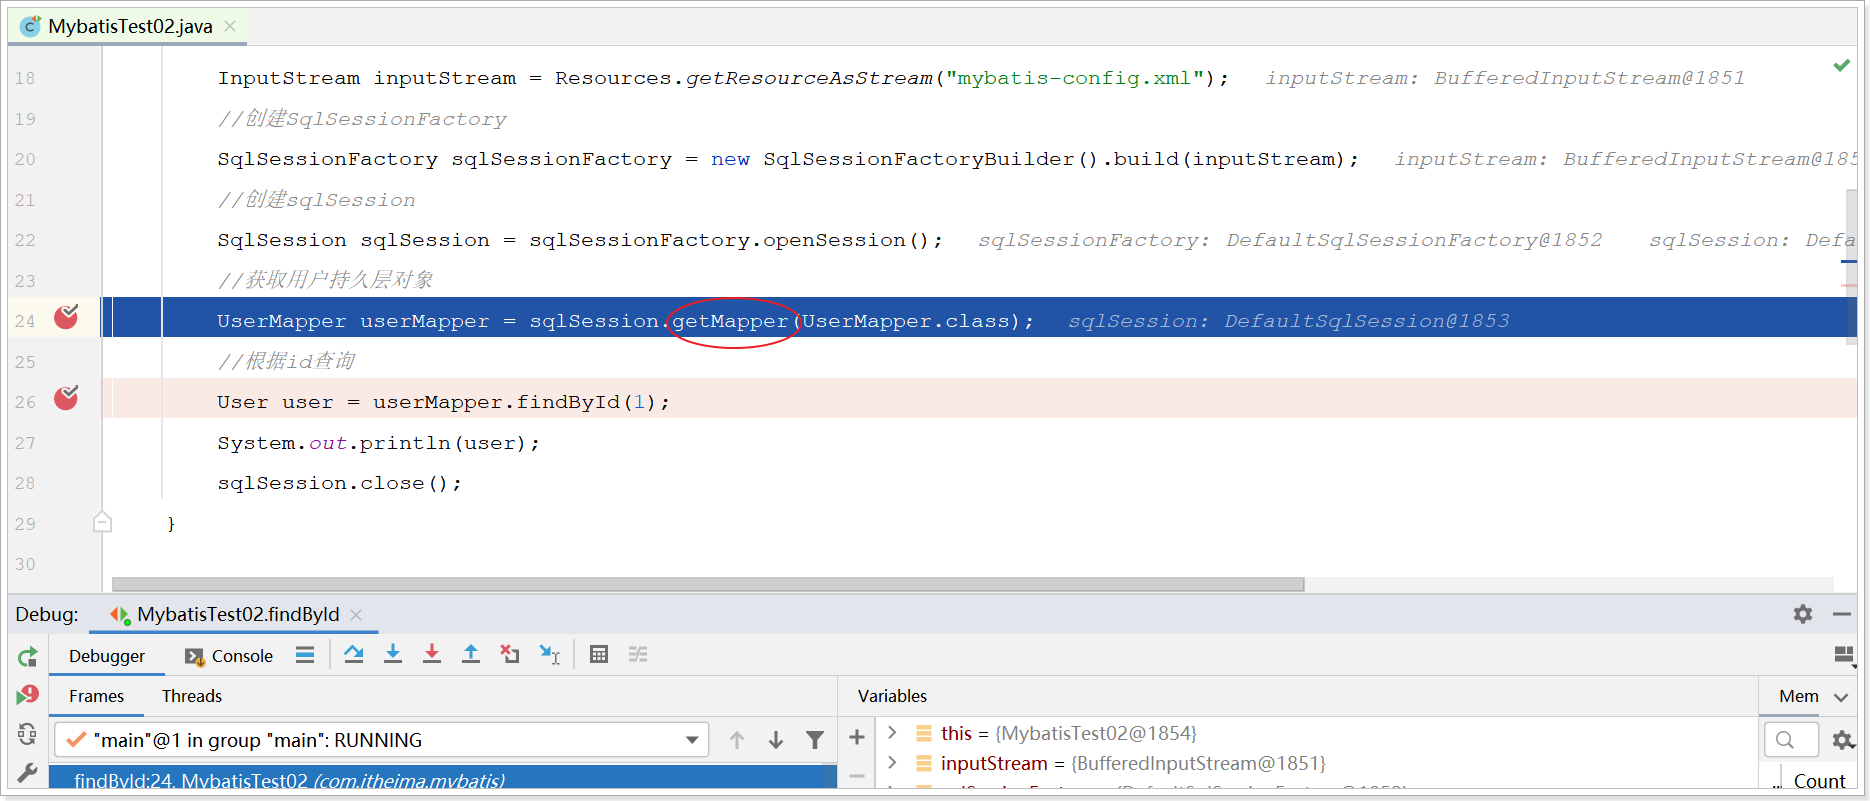 MybatisTest02.java
18 InputStream inputStream = Resources.getResourceAsStream("mybatis-config.xml"); inputStream: BufferedInputStream@1851
19 //创建SqlSessionFactory
20 SqlSessionFactory sqlSessionFactory = new SqlSessionFactoryBuilder().build(inputStream); inputStream: BufferedInputStream@185
21 //创建sqlSession
22 SqlSession sqlSession = sqlSessionFactory.openSession(); sqlSessionFactory: DefaultSqlSessionFactory@1852 sqlSession: Defa
23 //获取用户持久层对象
24 UserMapper userMapper = sqlSession.getMapper(UserMapper.class); sqlSession: DefaultSqlSession@1853
25 //根据id查询
26 User user = userMapper.findById(1);
27 System.out.println(user);
28 sqlSession.close();
29 }
30
Debug: MybatisTest02.findById
Debugger Console
Frames Threads Variables Mem
"main"@1 in group "main": RUNNING
this = {MybatisTest02@1854}
inputStream = {BufferedInputStream@1851}
findById:24, MybatisTest02 (com.itheima.mybatis)
Count